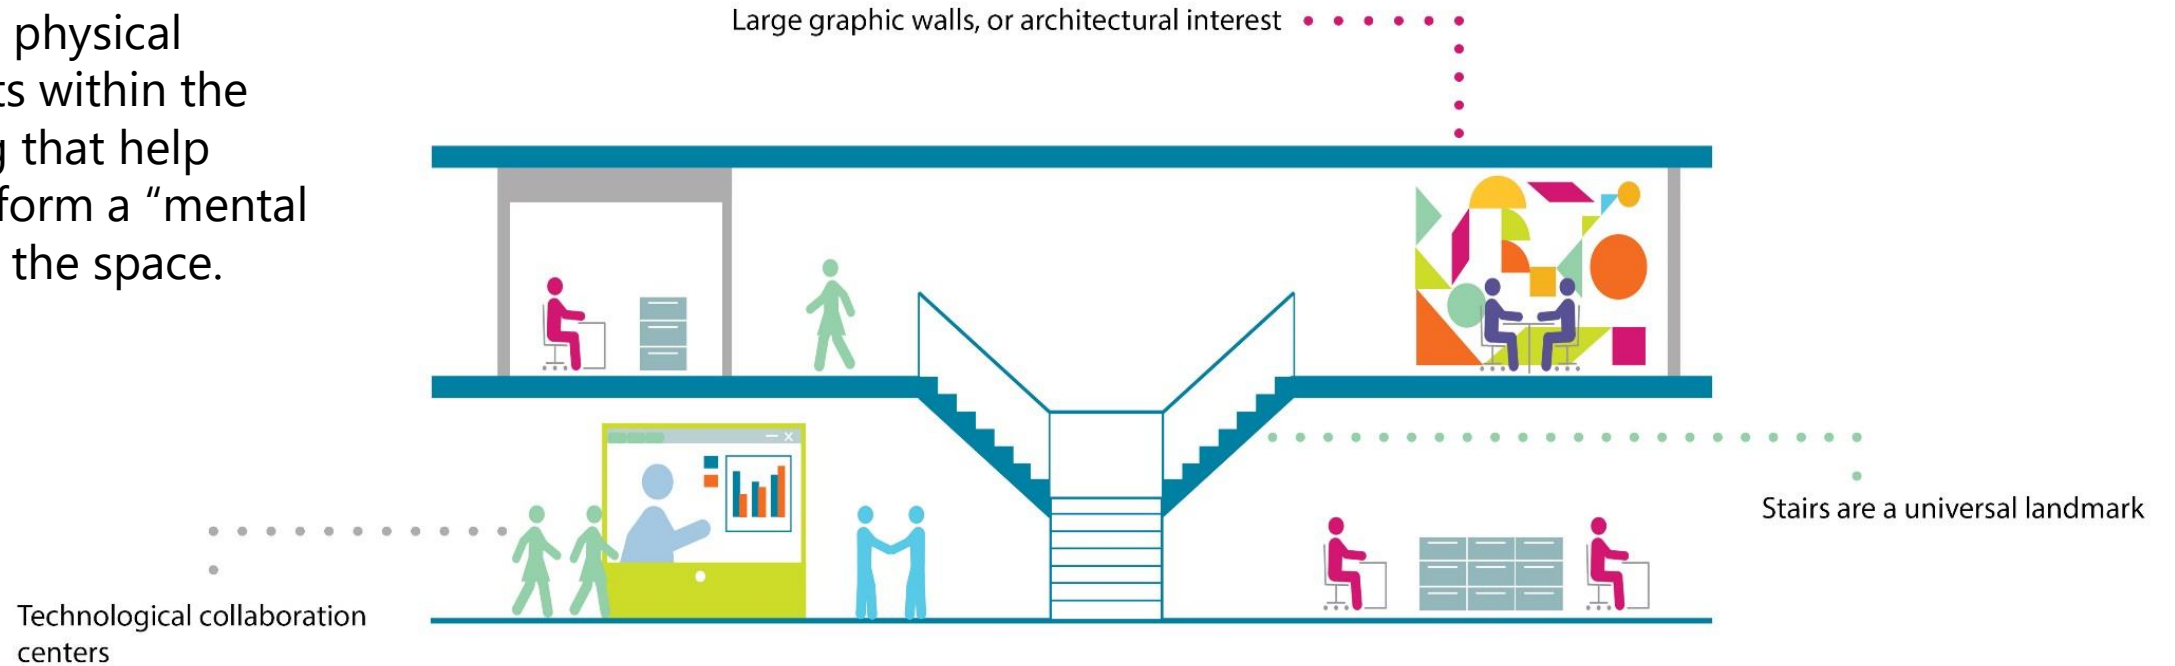 physical
ts within the
g that help
form a “mental
the space.
Large graphic walls, or architectural interest
Stairs are a universal landmark
Technological collaboration
centers